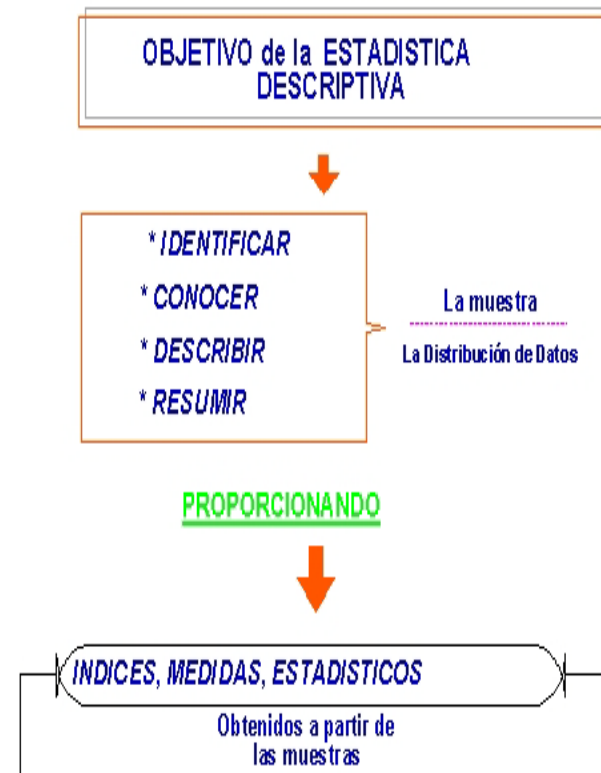 OBJETIVO de la ESTADISTICA
DESCRIPTIVA
* IDENTIFICAR
* CONOCER
* DESCRIBIR
* RESUMIR
La muestra
La Distribución de Datos
PROPORCIONANDO
INDICES, MEDIDAS, ESTADISTICOS
Obtenidos a partir de
las muestras